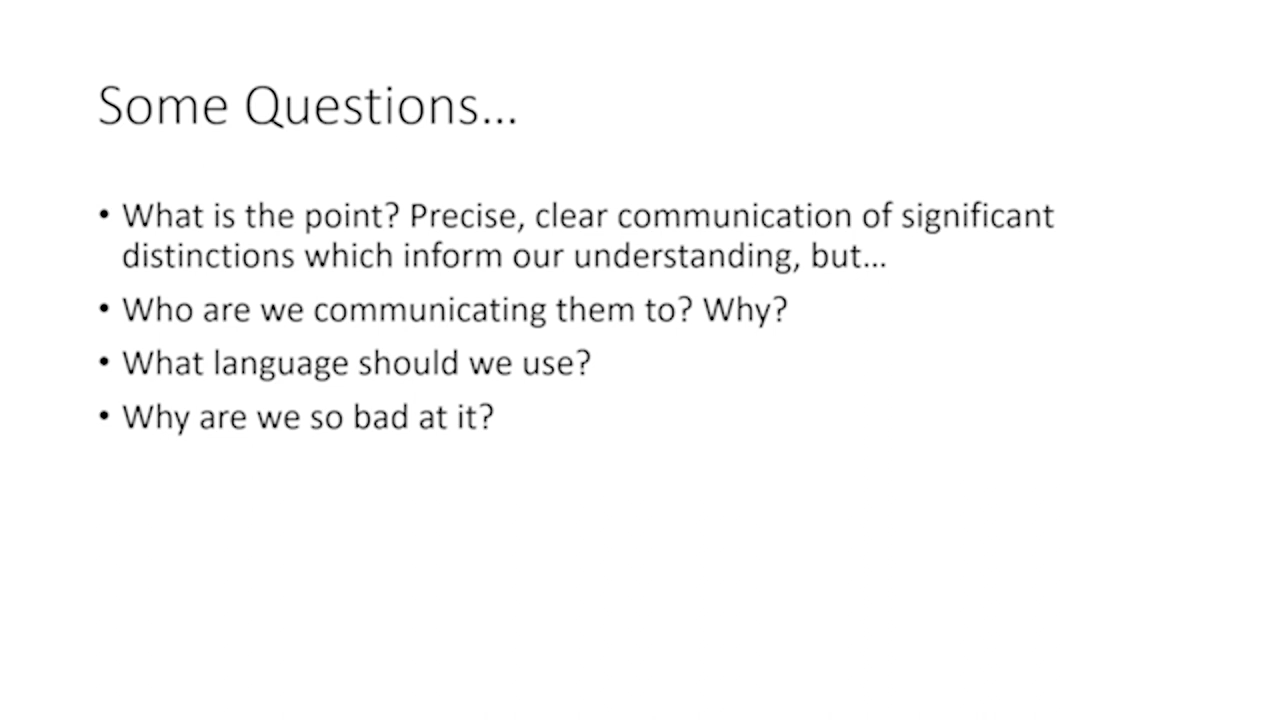 Some Questions...
• What is the point? Precise, clear communication of significant
distinctions which inform our understanding, but...
• Who are we communicating them to? Why?
• What language should we use?
• Why are we so bad at it?